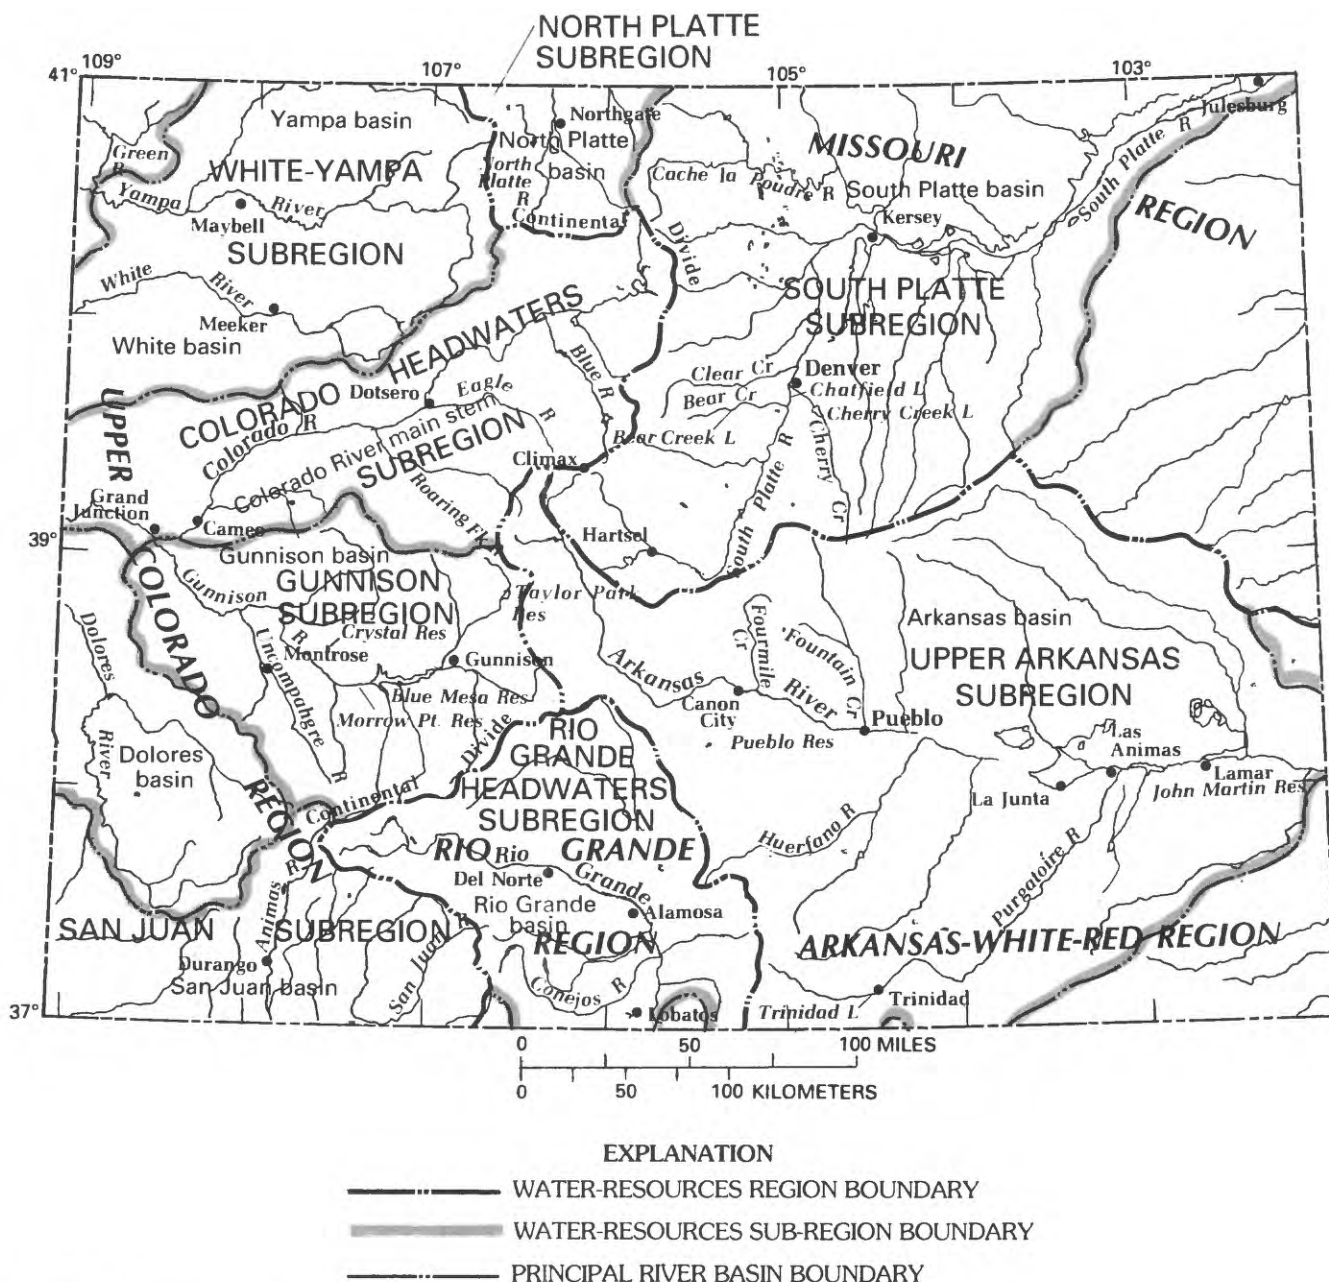 NORTH PLATTE
SUBREGION
109°
107°
105°
103°
41°
Julesburg
Yampa basin
Northgate
North Platte
basin
MISSOURI
REGION
Green
R
WHITE-YAMPA
SUBREGION
North
Platte
R
Cache la Poudre R
South Platte basin
South Platte R
Yampa River
Maybell
Continental Divide
Kersey
White River
Meeker
White basin
SOUTH PLATTE
SUBREGION
COLORADO HEADWATERS
SUBREGION
Blue R
Clear Cr
Denver
Chatfield L
Bear Cr
Cherry Creek L
Dotsero
Eagle R
UPPER
COLORADO
REGION
Colorado R
Colorado River main stem
Bear Creek L
Cherry Cr
South Platte R
Climax
Roaring Fk
Grand
Junction
Cameo
39°
Hartsel
Gunnison basin
GUNNISON
SUBREGION
Gunnison R
Taylor Park
Res
Crystal Res
Montrose
Uncompahgre R
Gunnison
Blue Mesa Res
Morrow Pt. Res
Dolores River
Dolores
basin
Fourmile
Cr
Fountain Cr
Arkansas basin
UPPER ARKANSAS
SUBREGION
Arkansas River
Canon
City
Pueblo
Pueblo Res
Las
Animas
La Junta
Lamar
John Martin Res
Continental Divide
RIO
GRANDE
HEADWATERS
SUBREGION
RIO GRANDE
REGION
Huerfano R
Purgatoire R
Rio Grande
Del Norte
Rio Grande
basin
Alamosa
SAN JUAN SUBREGION
Animas R
San Juan R
Durango
San Juan basin
Conejos R
Lobatos
ARKANSAS-WHITE-RED REGION
Trinidad
Trinidad L
37°
0 50 100 MILES
0 50 100 KILOMETERS
EXPLANATION
WATER-RESOURCES REGION BOUNDARY
WATER-RESOURCES SUB-REGION BOUNDARY
PRINCIPAL RIVER BASIN BOUNDARY